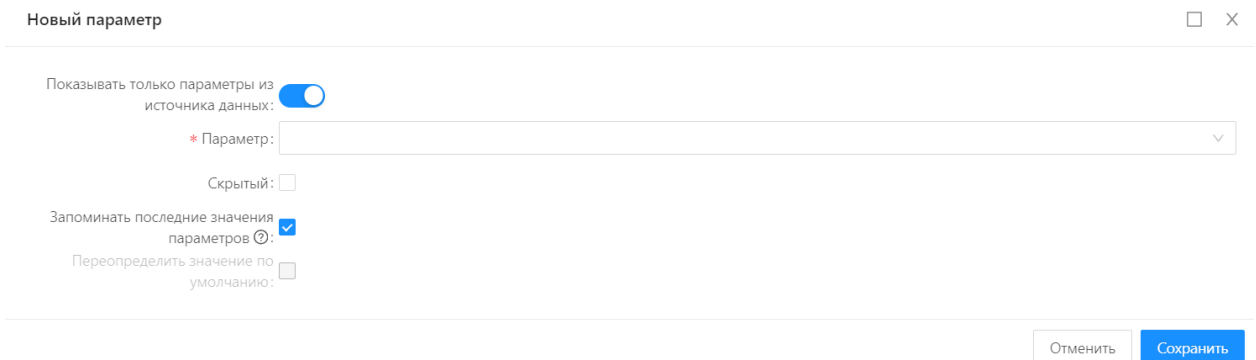 Новый параметр
Показывать только параметры из
источника данных:
* Параметр:
Скрытый:
Запоминать последние значения
параметров ?:
Переопределить значение по
умолчанию:
Отменить Сохранить